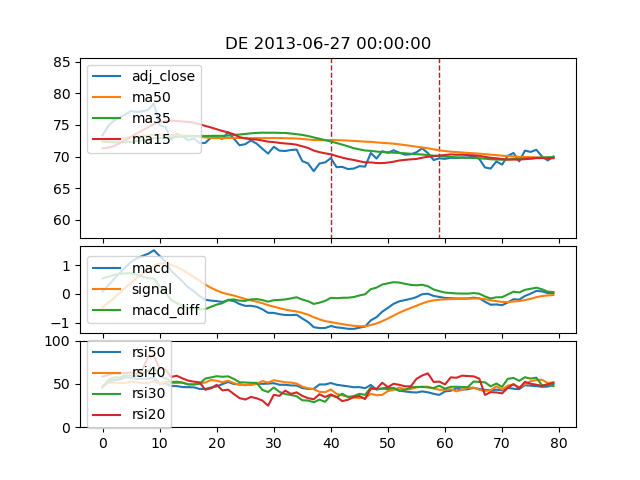 DE 2013-06-27 00:00:00
85
80
75
70
65
60
adj_close
ma50
ma35
ma15
1
0
−1
macd
signal
macd_diff
100
50
0
rsi50
rsi40
rsi30
rsi20
0 10 20 30 40 50 60 70 80